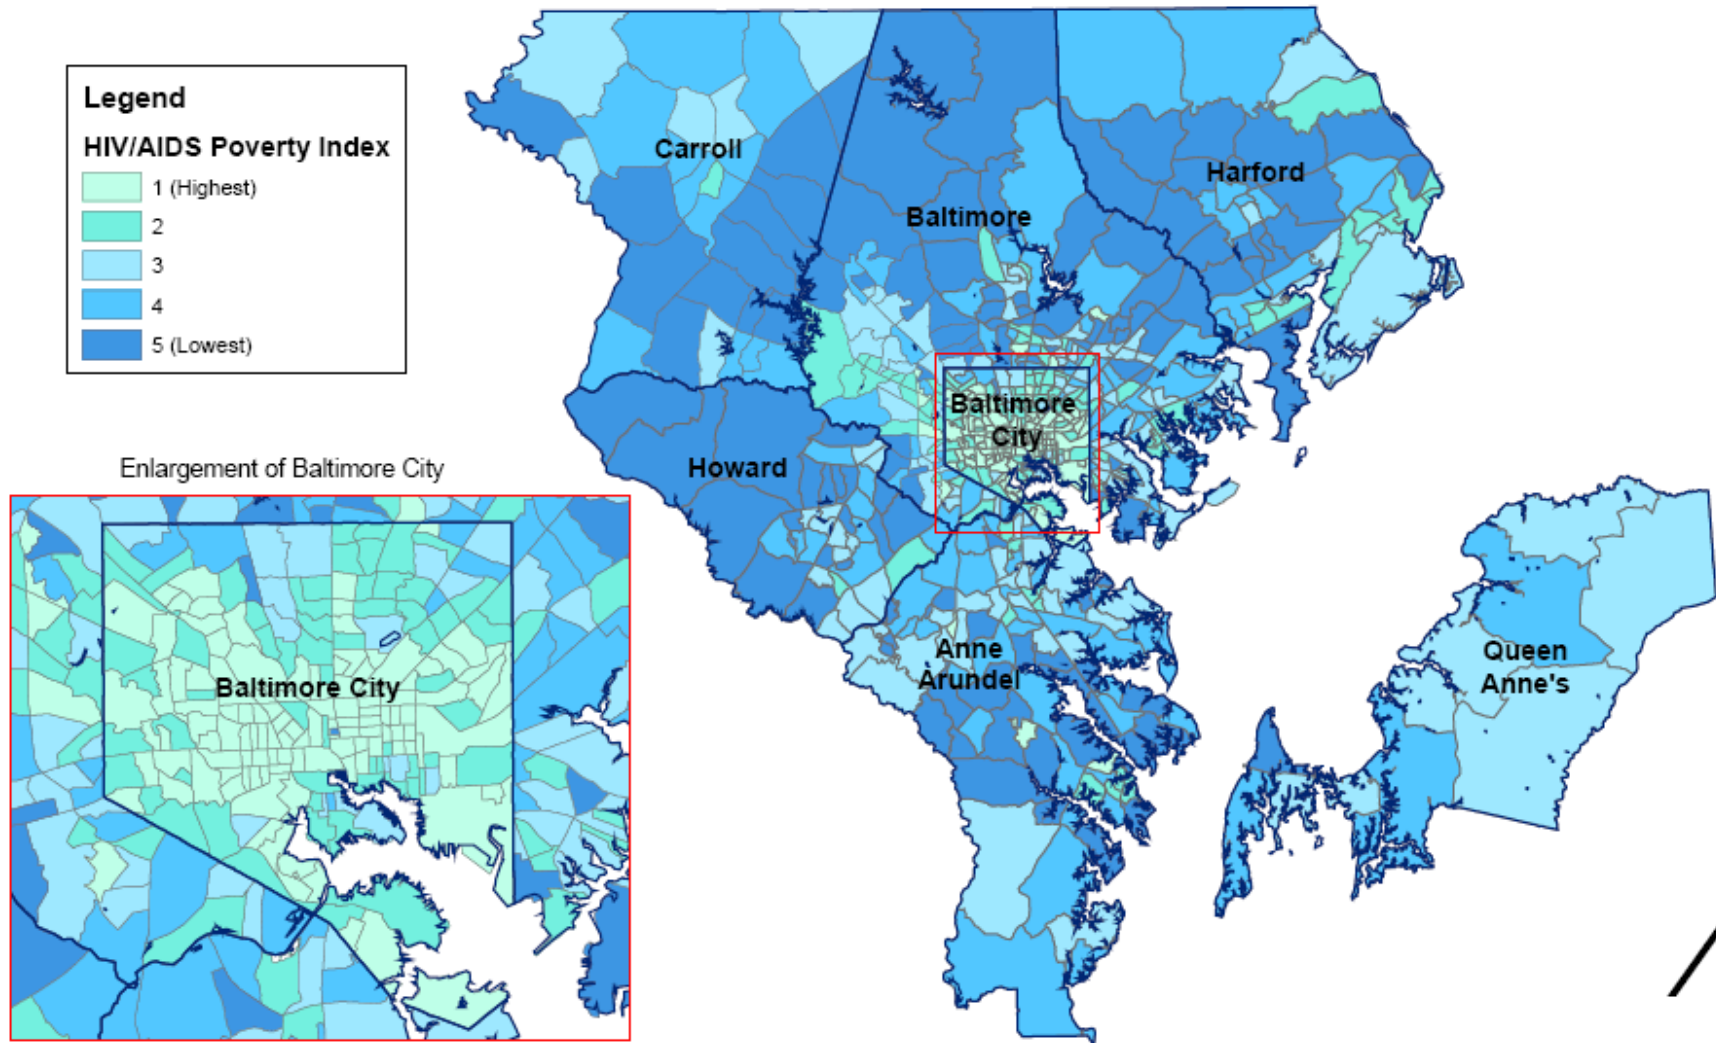 Legend
HIV/AIDS Poverty Index
1 (Highest)
2
3
4
5 (Lowest)
Carroll
Harford
Baltimore
Baltimore
City
Howard
Anne
Arundel
Queen
Anne's
Enlargement of Baltimore City
Baltimore City